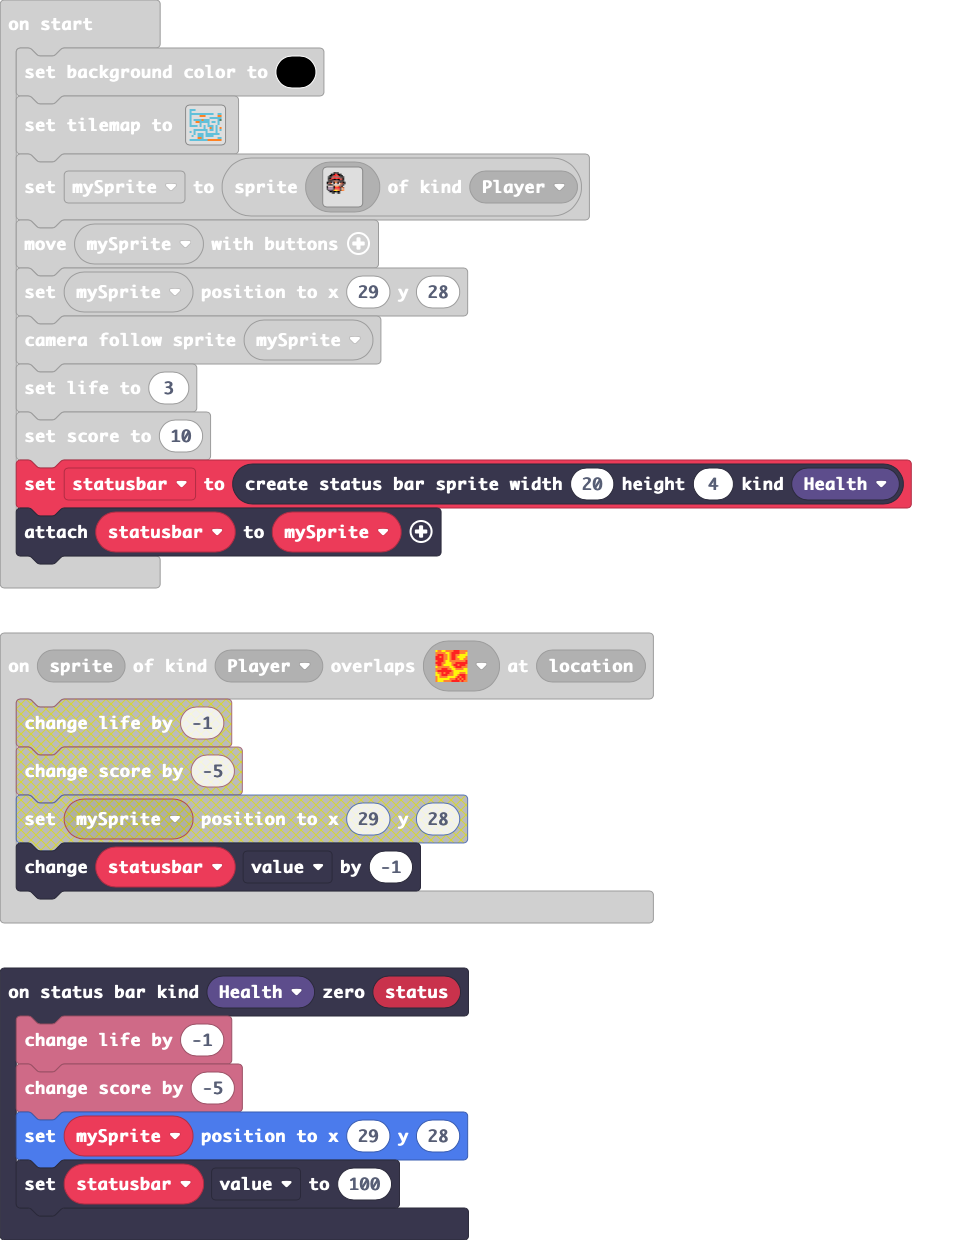 on start
set background color to
set tilemap to
set mySprite to sprite of kind Player
move mySprite with buttons
set mySprite position to x 29 y 28
camera follow sprite mySprite
set life to 3
set score to 10
set statusbar to create status bar sprite width 20 height 4 kind Health
attach statusbar to mySprite
on sprite of kind Player overlaps at location
change life by -1
change score by -5
set mySprite position to x 29 y 28
change statusbar value by -1
on status bar kind Health zero status
change life by -1
change score by -5
set mySprite position to x 29 y 28
set statusbar value to 100